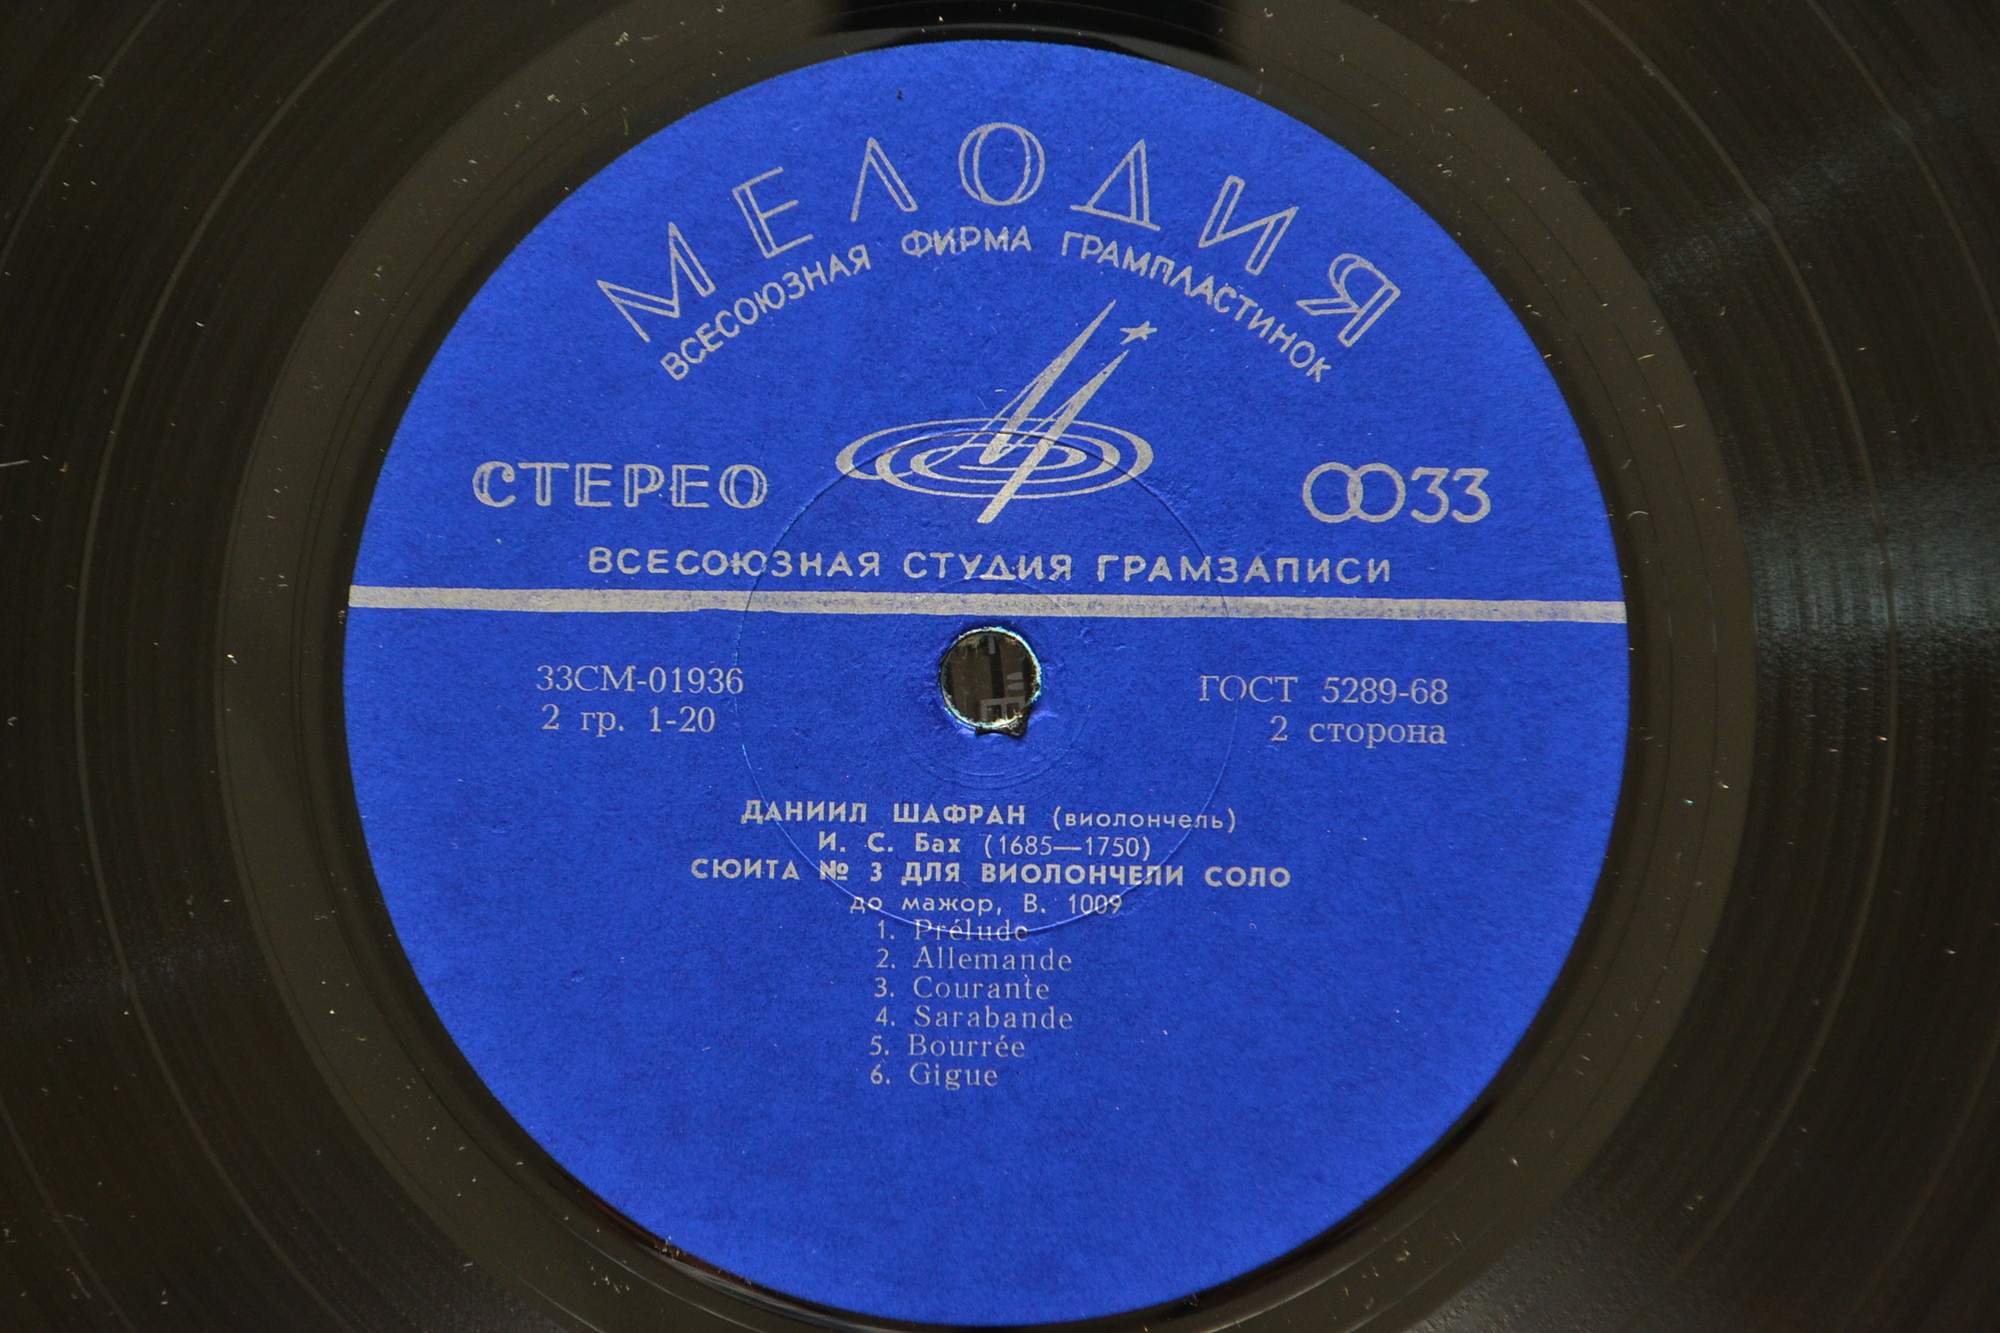 МЕЛОДИЯ
ВСЕСОЮЗНАЯ ФИРМА ГРАМПЛАСТИНОК
СТЕРЕО
33
ВСЕСОЮЗНАЯ СТУДИЯ ГРАМЗАПИСИ
33СМ-01936
ГОСТ 5289-68
2 гр. 1-20
2 сторона
ДАНИИЛ ШАФРАН (виолончель)
И. С. Бах (1685—1750)
СЮИТА № 3 ДЛЯ ВИОЛОНЧЕЛИ СОЛО
до мажор, В. 1009
1. Prélude
2. Allemande
3. Courante
4. Sarabande
5. Bourrée
6. Gigue